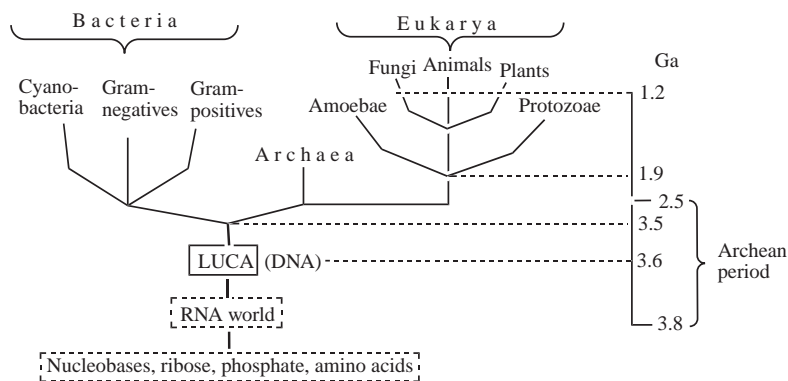 Bacteria
Eukarya
Ga
Fungi Animals Plants
Cyano-
bacteria
Gram-
negatives
Gram-
positives
1.2
Amoebae
Protozoae
Archaea
1.9
2.5
3.5
LUCA (DNA)
3.6
Archean
period
RNA world
3.8
Nucleobases, ribose, phosphate, amino acids